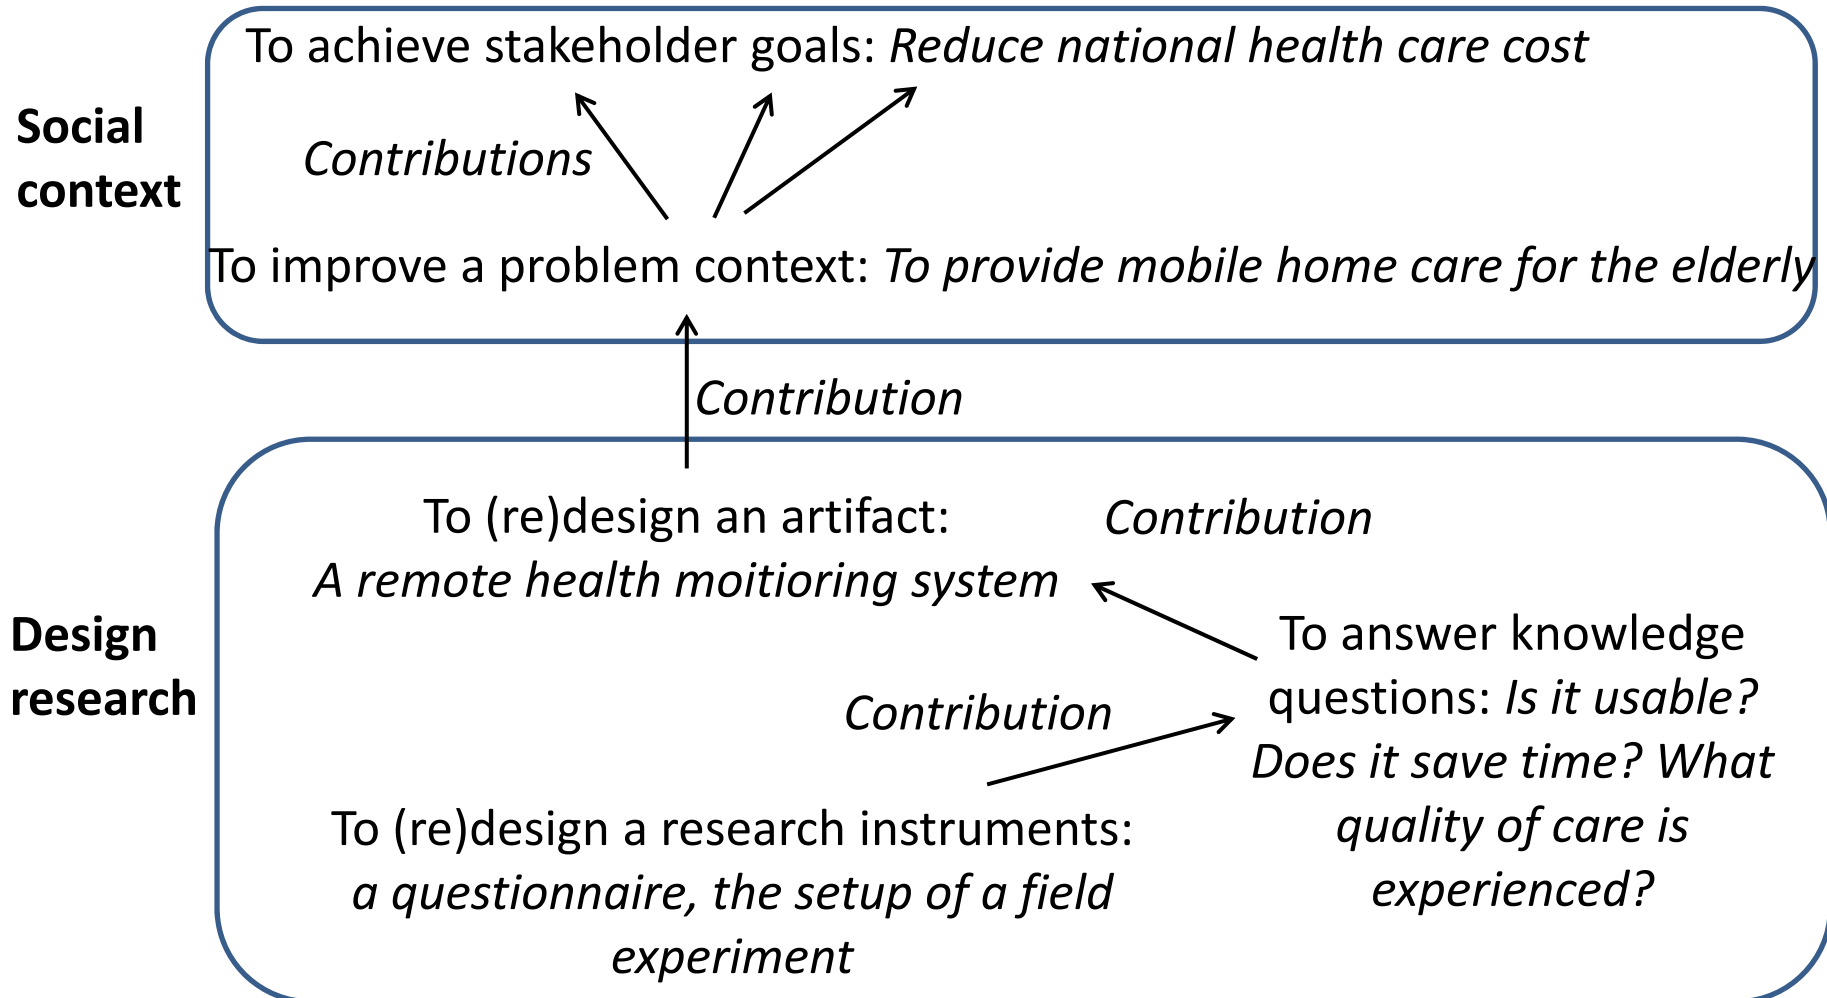 To achieve stakeholder goals: Reduce national health care cost
Social
context
Contributions
To improve a problem context: To provide mobile home care for the elderly
Contribution
To (re)design an artifact:
A remote health moitioring system
Contribution
Design
research
To answer knowledge
questions: Is it usable?
Does it save time? What
quality of care is
experienced?
Contribution
To (re)design a research instruments:
a questionnaire, the setup of a field
experiment